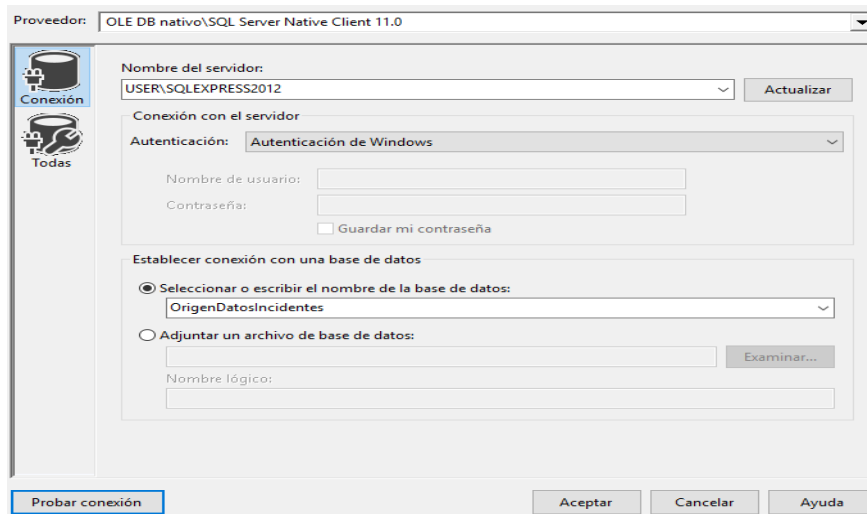 Proveedor: OLE DB nativo\SQL Server Native Client 11.0
Conexión
Todas
Nombre del servidor:
USER\SQLEXPRESS2012 Actualizar
Conexión con el servidor
Autenticación: Autenticación de Windows
Nombre de usuario:
Contraseña:
Guardar mi contraseña
Establecer conexión con una base de datos
Seleccionar o escribir el nombre de la base de datos:
OrigenDatosIncidentes
Adjuntar un archivo de base de datos:
Examinar...
Nombre lógico:
Probar conexión Aceptar Cancelar Ayuda